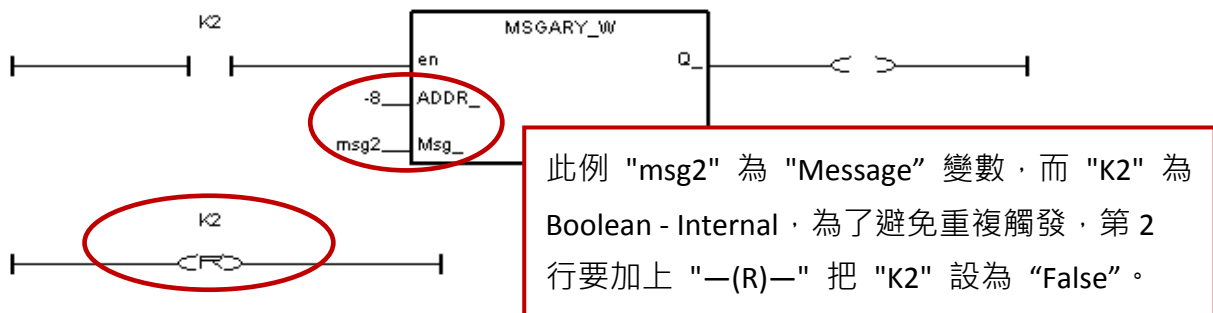 K2
MSGARY_W
en
Q_
-8
ADDR_
msg2
Msg_
此例 "msg2" 為 "Message” 變數，而 "K2" 為
Boolean - Internal，為了避免重複觸發，第 2
行要加上 "—(R)—" 把 "K2" 設為 “False”。
K2
R